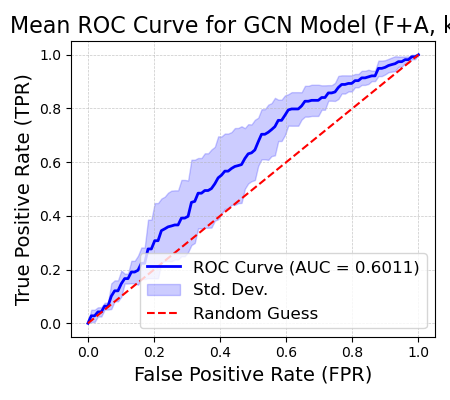 Mean ROC Curve for GCN Model (F+A, k
True Positive Rate (TPR)
1.0
0.8
0.6
0.4
0.2
0.0
ROC Curve (AUC = 0.6011)
Std. Dev.
Random Guess
0.0 0.2 0.4 0.6 0.8 1.0
False Positive Rate (FPR)